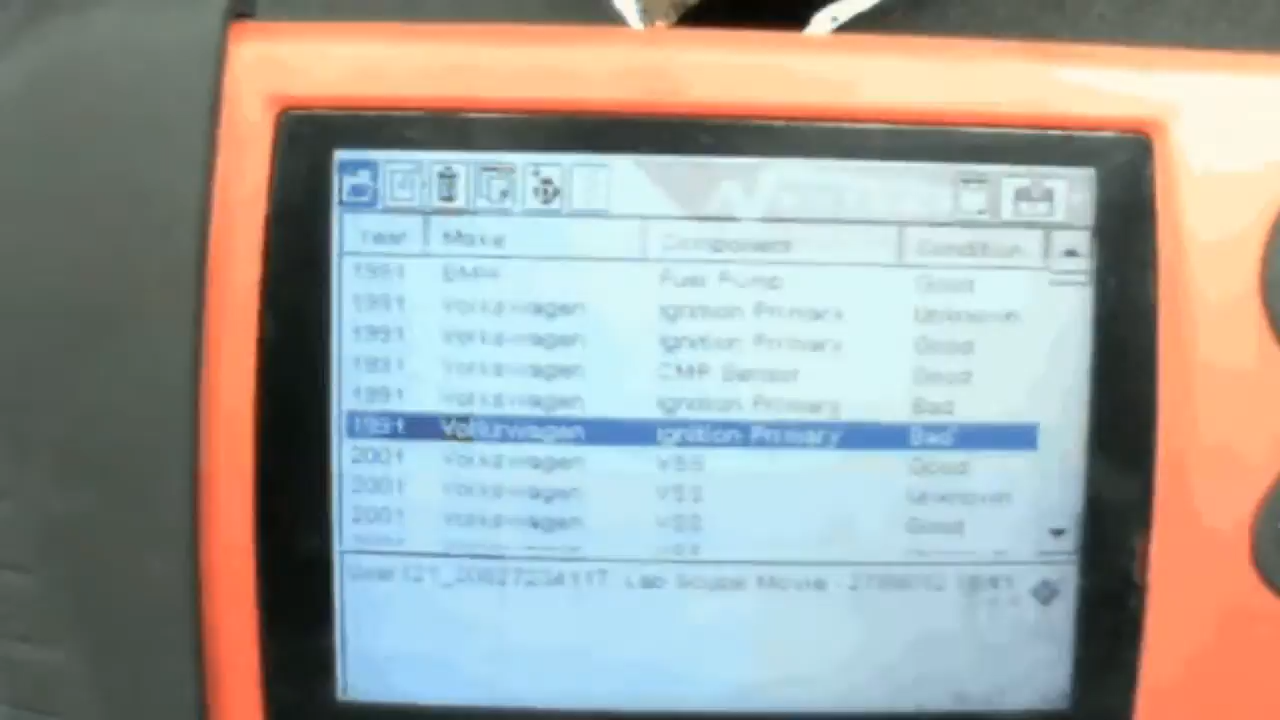 Year Make Component Condition
1991 BMW Fuel Pump Good
1991 Volkswagen Ignition Primary Unknown
1991 Volkswagen Ignition Primary Good
1991 Volkswagen CMP Sensor Good
1991 Volkswagen Ignition Primary Bad
1991 Volkswagen Ignition Primary Bad
2001 Volkswagen VSS Good
2001 Volkswagen VSS Unknown
2001 Volkswagen VSS Good
Lab Scope Movie -